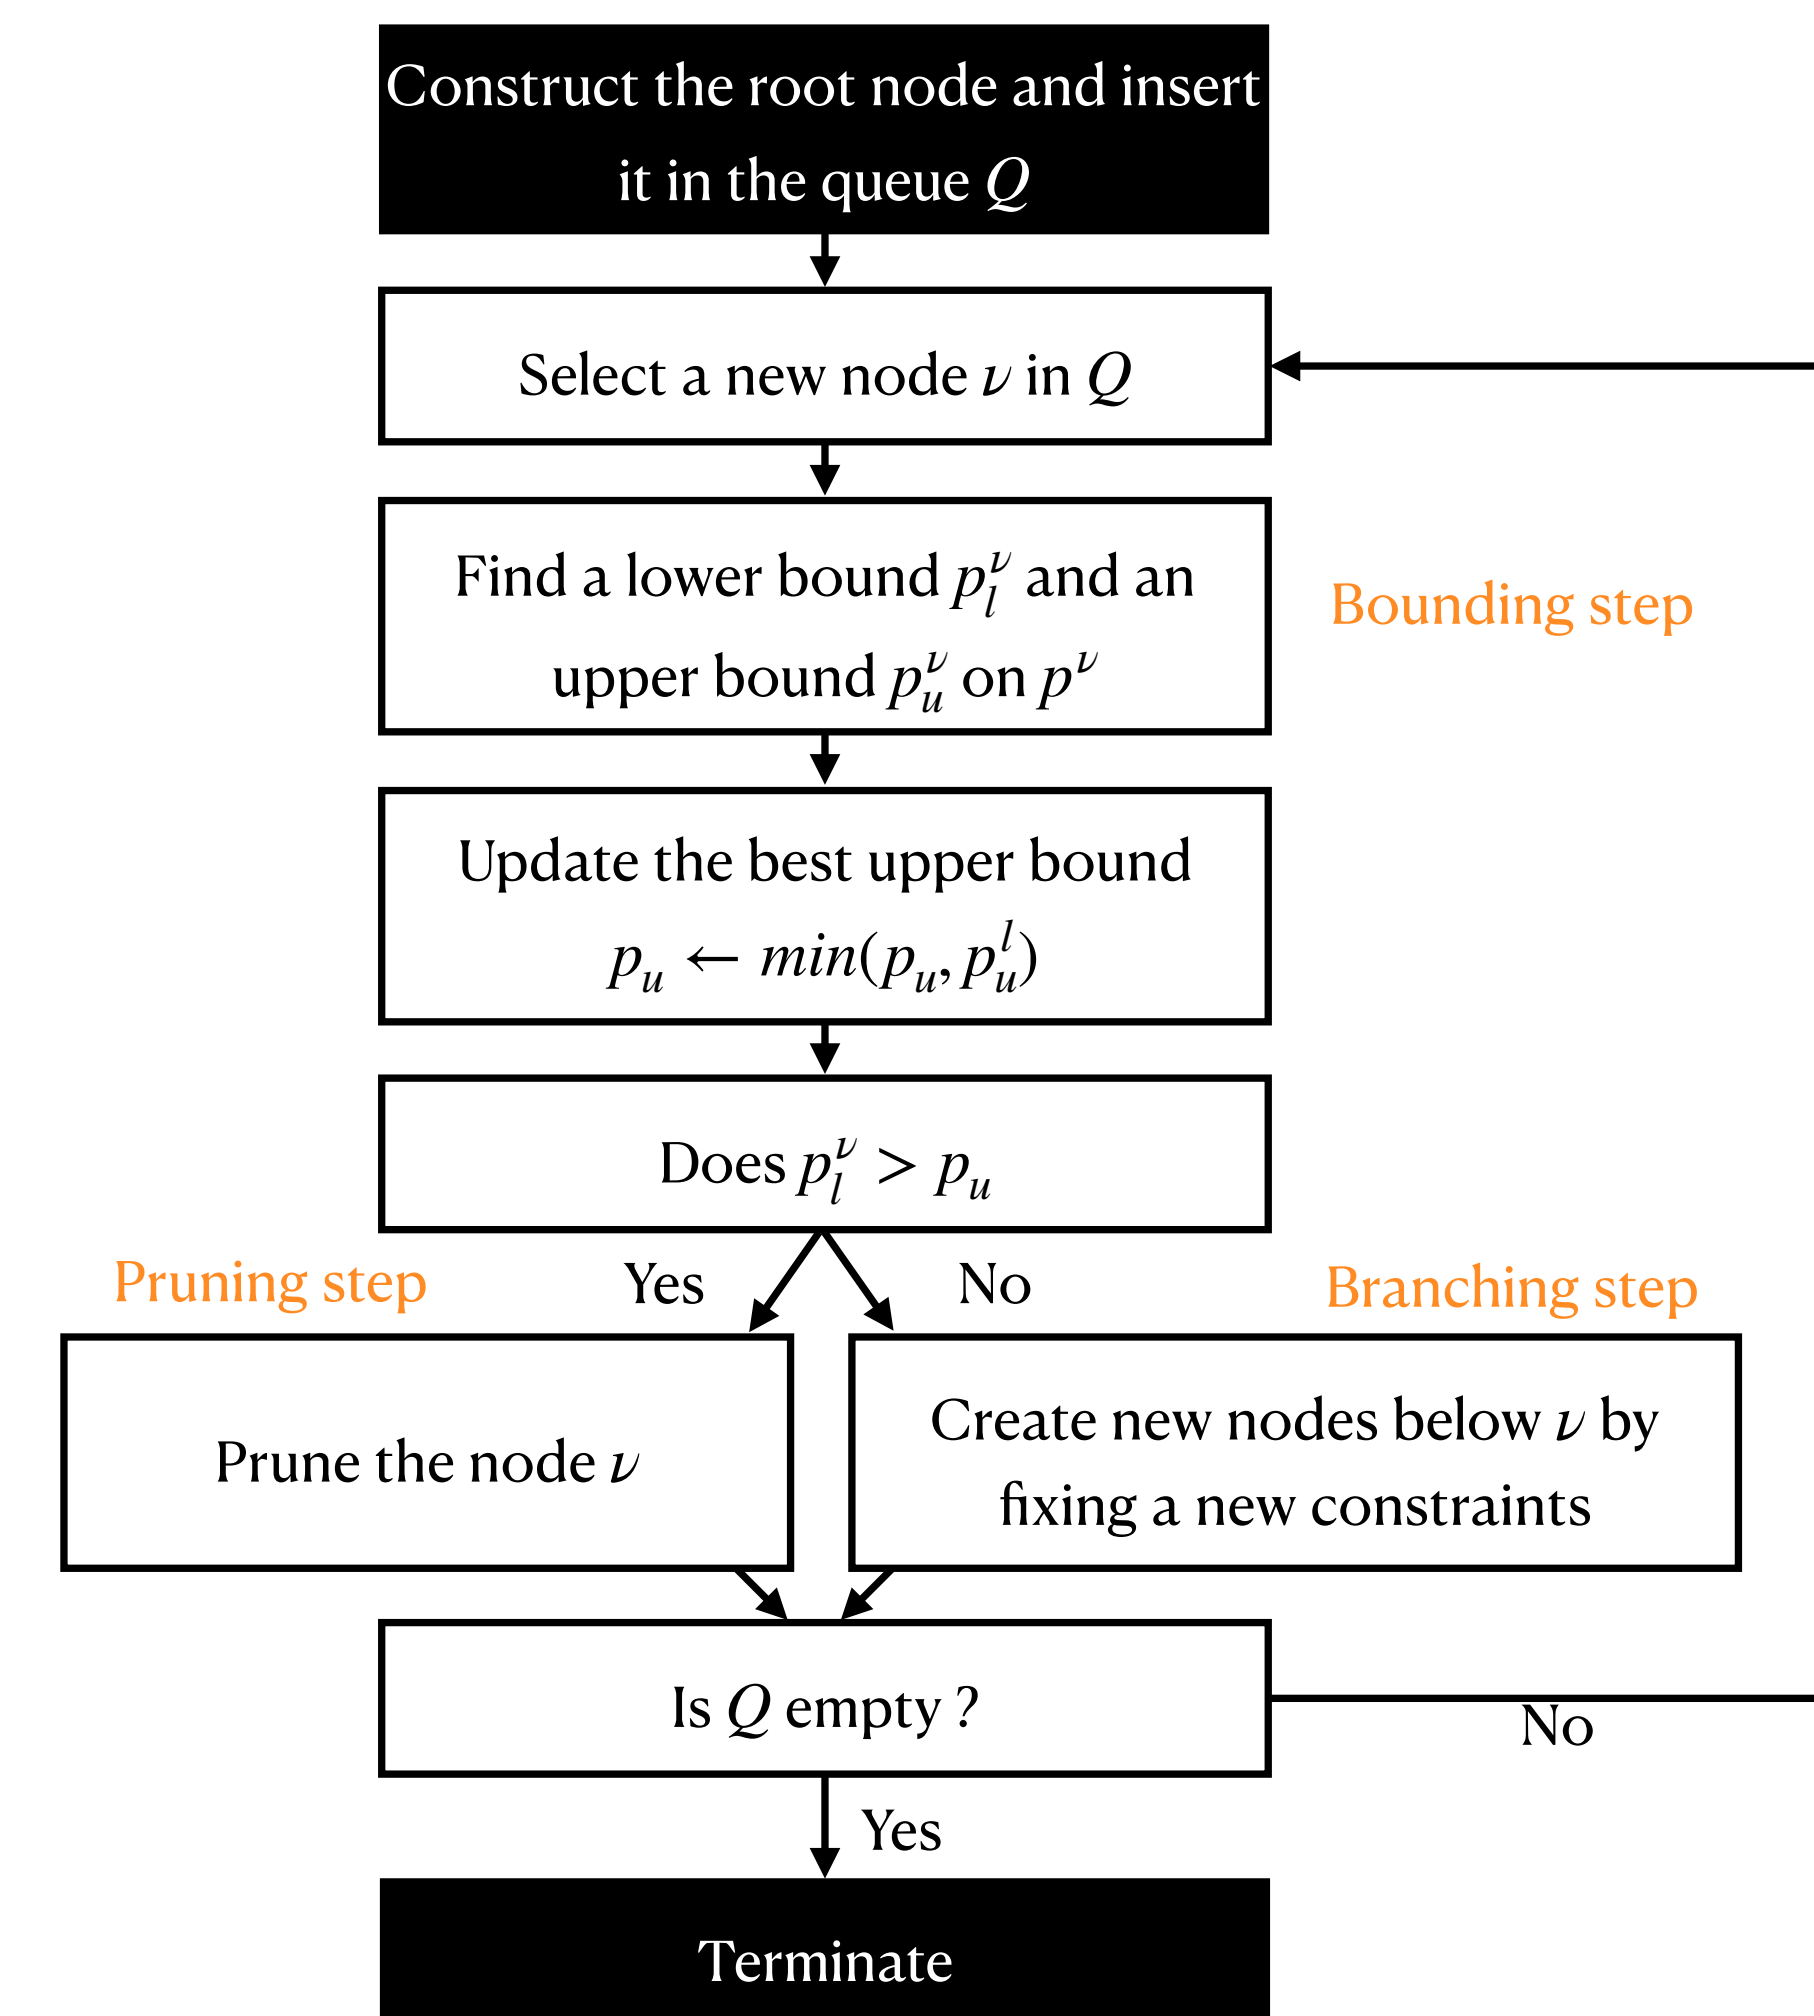 Construct the root node and insert
it in the queue Q
Select a new node ν in Q
Find a lower bound p_l^ν and an
Bounding step
upper bound p_u^ν on p^ν
Update the best upper bound
p_u ← min(p_u, p_u^l)
Does p_l^ν > p_u
Pruning step
Yes
No
Branching step
Prune the node ν
Create new nodes below ν by
fixing a new constraints
Is Q empty ?
No
Yes
Terminate